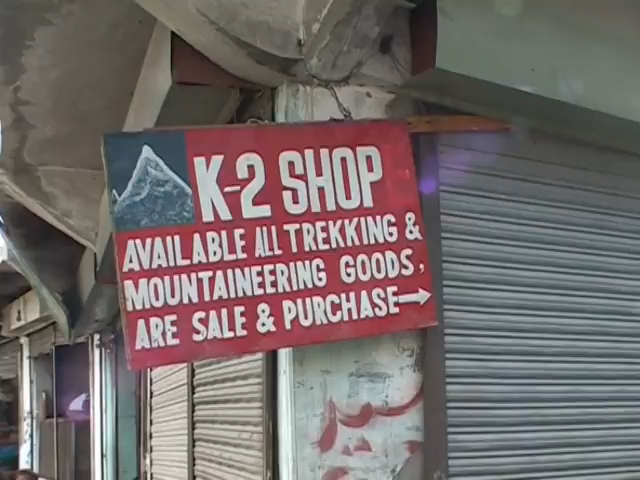 K-2 SHOP
AVAILABLE ALL TREKKING &
MOUNTAINEERING GOODS,
ARE SALE & PURCHASE→